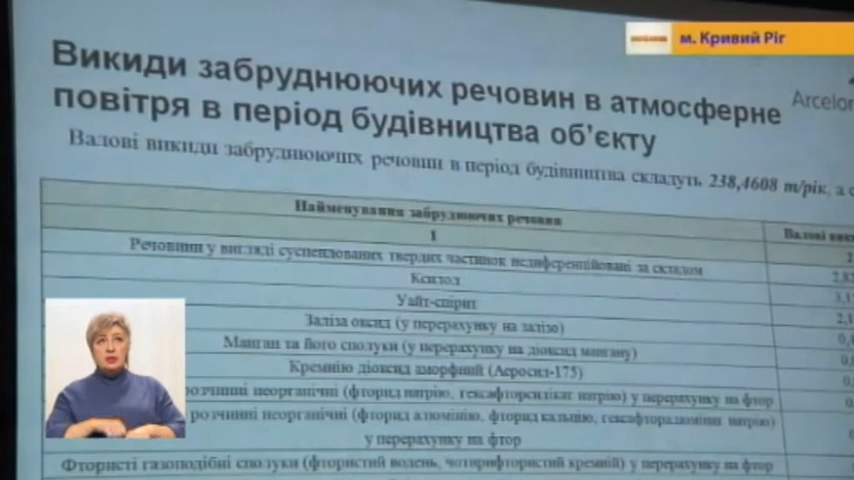 м. Кривий Ріг
Викиди забруднюючих речовин в атмосферне
повітря в період будівництва об'єкту
Arcelor
Валові викиди забруднюючих речовин в період будівництва складуть 238,4608 т/рік, а
Найменування забруднюючих речовин
Валові
1
Речовини у вигляді суспендованих твердих частинок недиференційовані за складом
Ксилол
Уайт-спірит
Заліза оксид (у перерахунку на залізо)
Манган та його сполуки (у перерахунку на діоксид мангану)
Кремнію діоксид аморфний (Аеросил-175)
розчинні неорганічні (фторид натрію, гексафторсилікат натрію) у перерахунку на фтор
розчинні неорганічні (фторид алюмінію, фторид кальцію, гексафторалюмінат натрію)
у перерахунку на фтор
Фтористі газоподібні сполуки (фтористий водень, чотирифтористий кремній) у перерахунку на фтор